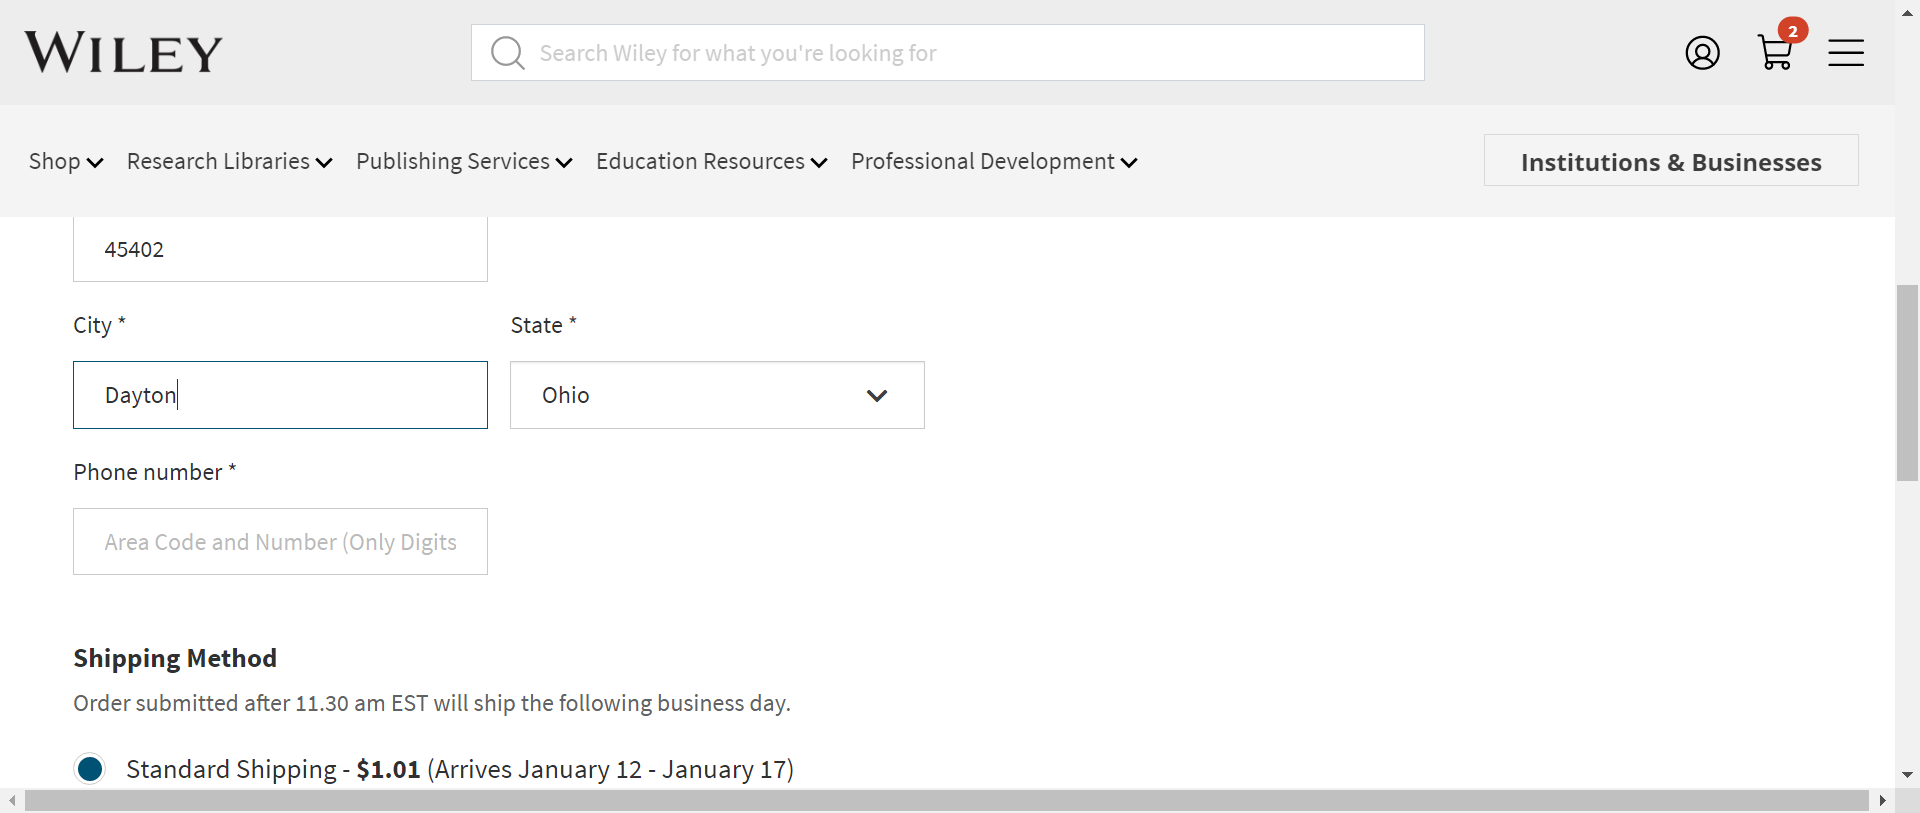 WILEY
Search Wiley for what you're looking for
2
Shop
Research Libraries
Publishing Services
Education Resources
Professional Development
Institutions & Businesses
45402
City *
State *
Dayton
Ohio
Phone number *
Area Code and Number (Only Digits
Shipping Method
Order submitted after 11.30 am EST will ship the following business day.
Standard Shipping - $1.01 (Arrives January 12 - January 17)